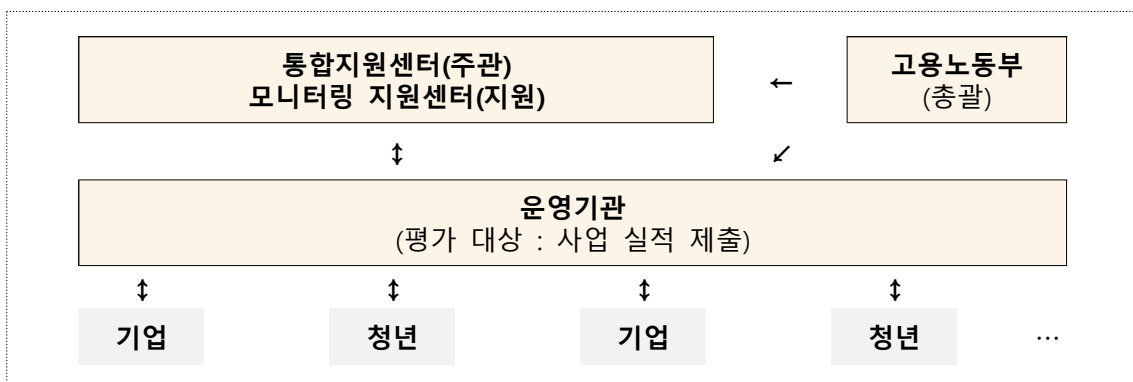 통합지원센터(주관)
모니터링 지원센터(지원)
←
고용노동부
(총괄)
↕ ↙
운영기관
(평가 대상 : 사업 실적 제출)
↕ ↕ ↕ ↕
기업 청년 기업 청년 …